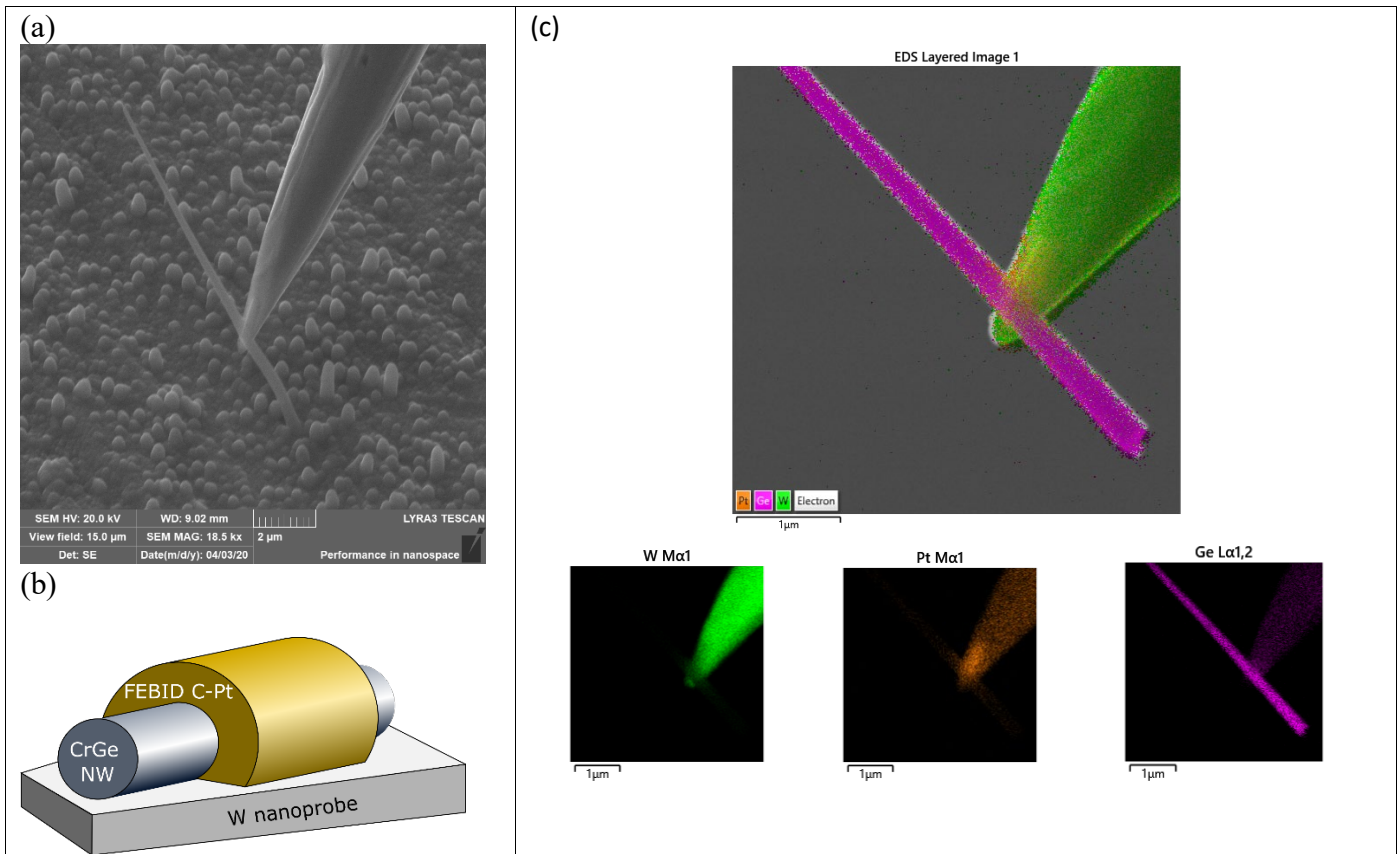 (a)
SEM HV: 20.0 kV
WD: 9.02 mm
LYRA3 TESCAN
View field: 15.0 µm
SEM MAG: 18.5 kx
2 µm
Det: SE
Date(m/d/y): 04/03/20
Performance in nanospace
(b)
FEBID C-Pt
CrGe
NW
W nanoprobe
(c)
EDS Layered Image 1
Pt Ge W Electron
1µm
W Mα1
Pt Mα1
Ge Lα1,2
1µm
1µm
1µm